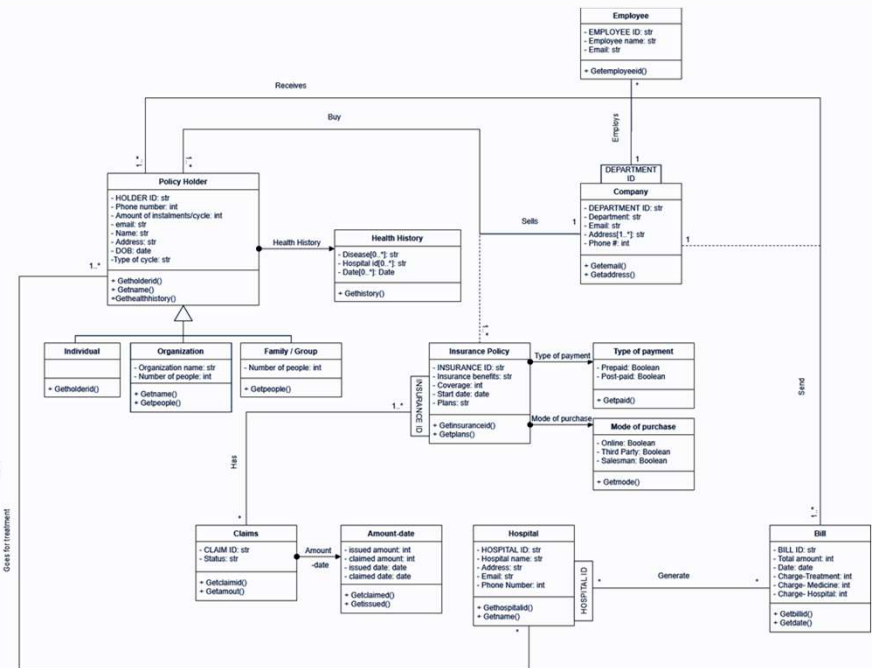 Employee
- EMPLOYEE ID: str
- Employee name: str
- Email: str
+ Getemployeeid()
*
Receives
Buy
Employs
1
1..*
1..*
DEPARTMENT
ID
Company
- DEPARTMENT ID: str
- Department: str
- Email: str
- Address[1..*]: str
- Phone #: int
+ Getemail()
+ Getaddress()
Sells
1
1
Policy Holder
- HOLDER ID: str
- Phone number: int
- Amount of instalments/cycle: int
- email: str
- Name: str
- Address: str
- DOB: date
-Type of cycle: str
+ Getholderid()
+ Getname()
+Gethealthhistory()
1..*
Health History
Health History
- Disease[0..*]: str
- Hospital id[0..*]: str
- Date[0..*]: Date
+ Gethistory()
Individual
+ Getholderid()
Organization
- Organization name: str
- Number of people: int
+ Getname()
+ Getpeople()
Family / Group
- Number of people: int
+ Getpeople()
1..*
Insurance Policy
- INSURANCE ID: str
- Insurance benefits: str
- Coverage: int
- Start date: date
- Plans: str
+ Getinsuranceid()
+ Getplans()
INSURANCE ID
1..*
Type of payment
Type of payment
- Prepaid: Boolean
- Post-paid: Boolean
+ Getpaid()
Mode of purchase
Mode of purchase
- Online: Boolean
- Third Party: Boolean
- Salesman: Boolean
+ Getmode()
Send
Has
*
Goes for treatment
Claims
- CLAIM ID: str
- Status: str
+ Getclaimid()
+ Getamout()
Amount
-date
Amount-date
- issued amount: int
- claimed amount: int
- issued date: date
- claimed date: date
+ Getclaimed()
+ Getissued()
Hospital
- HOSPITAL ID: str
- Hospital name: str
- Address: str
- Email: str
- Phone Number: int
+ Gethospitalid()
+ Getname()
HOSPITAL ID
*
*
Generate
*
1..*
Bill
- BILL ID: str
- Total amount: int
- Date: date
- Charge-Treatment: int
- Charge- Medicine: int
- Charge- Hospital: int
+ Getbillid()
+ Getdate()